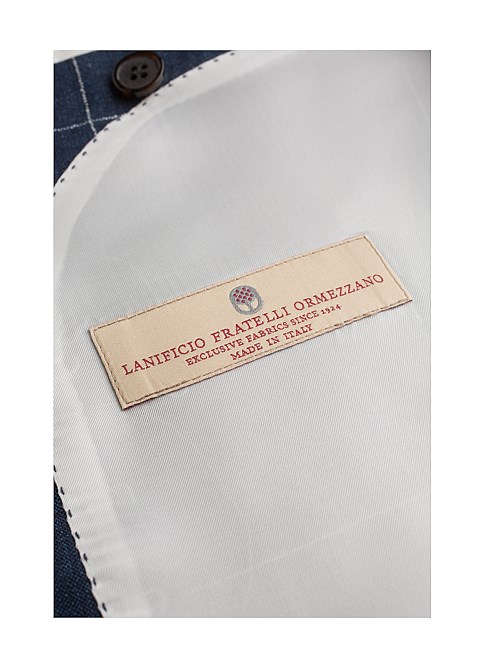 LANIFICIO FRATELLI ORMEZZANO
EXCLUSIVE FABRICS SINCE 1924
MADE IN ITALY